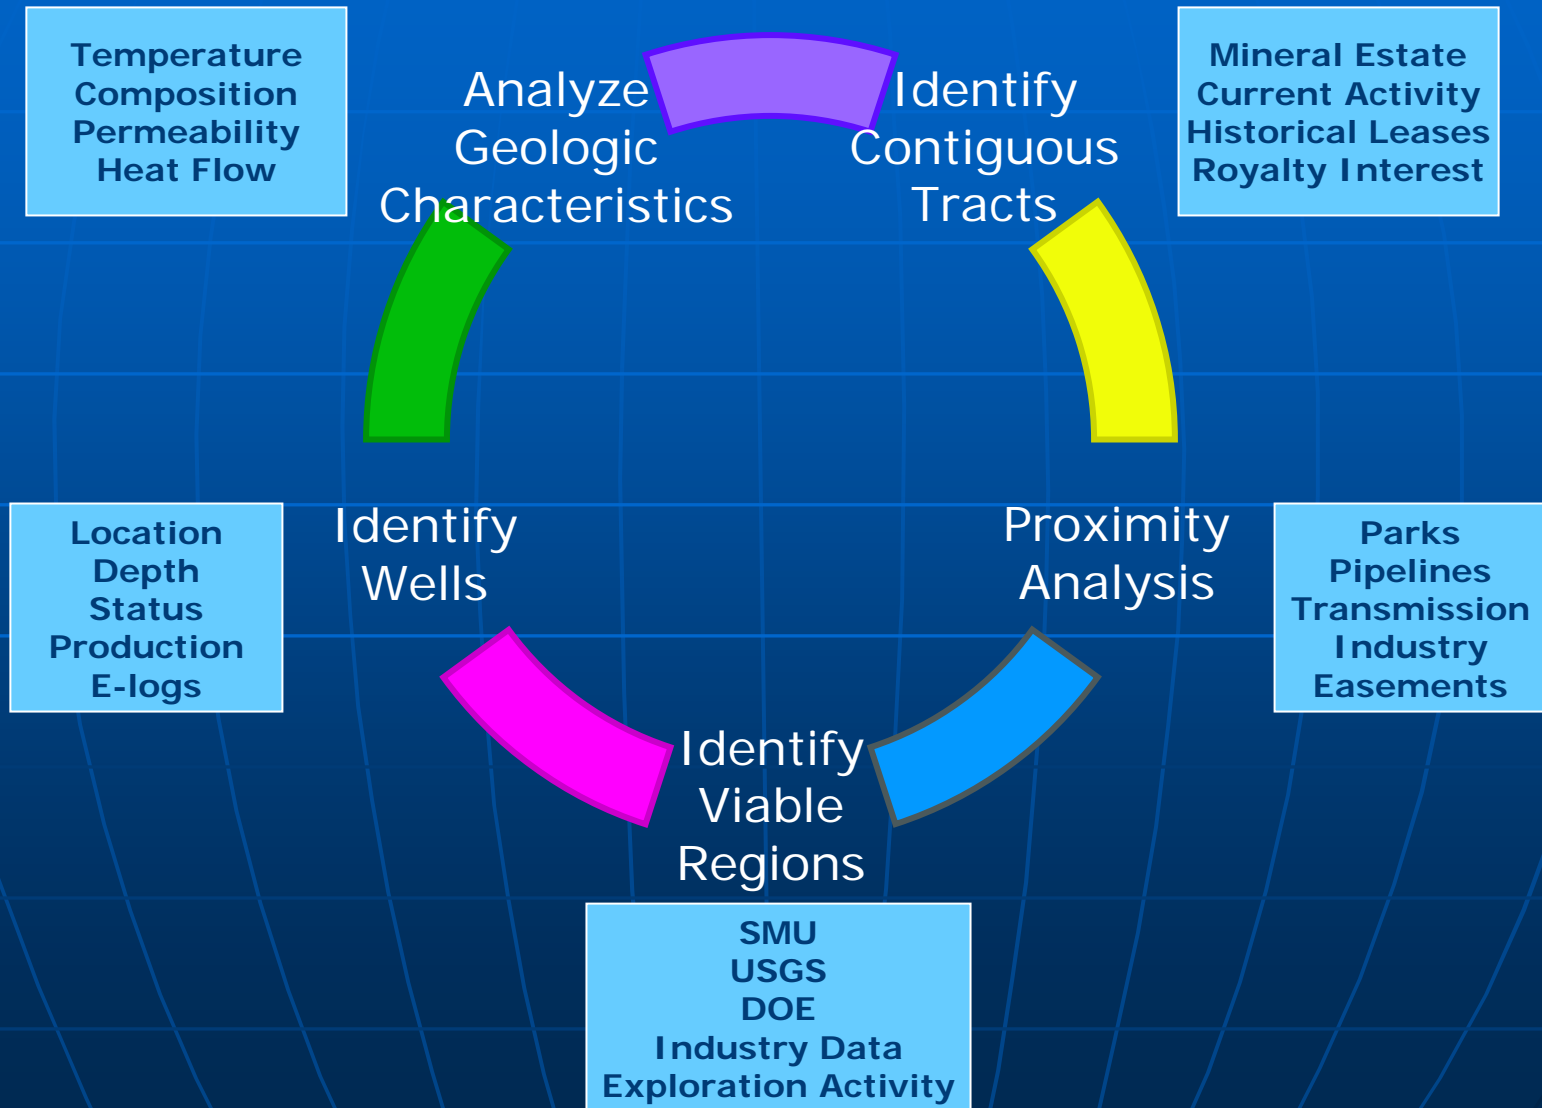 Temperature
Composition
Permeability
Heat Flow
Analyze
Geologic
Characteristics
Identify
Contiguous
Tracts
Mineral Estate
Current Activity
Historical Leases
Royalty Interest
Location
Depth
Status
Production
E-logs
Identify
Wells
Proximity
Analysis
Parks
Pipelines
Transmission
Industry
Easements
Identify
Viable
Regions
SMU
USGS
DOE
Industry Data
Exploration Activity